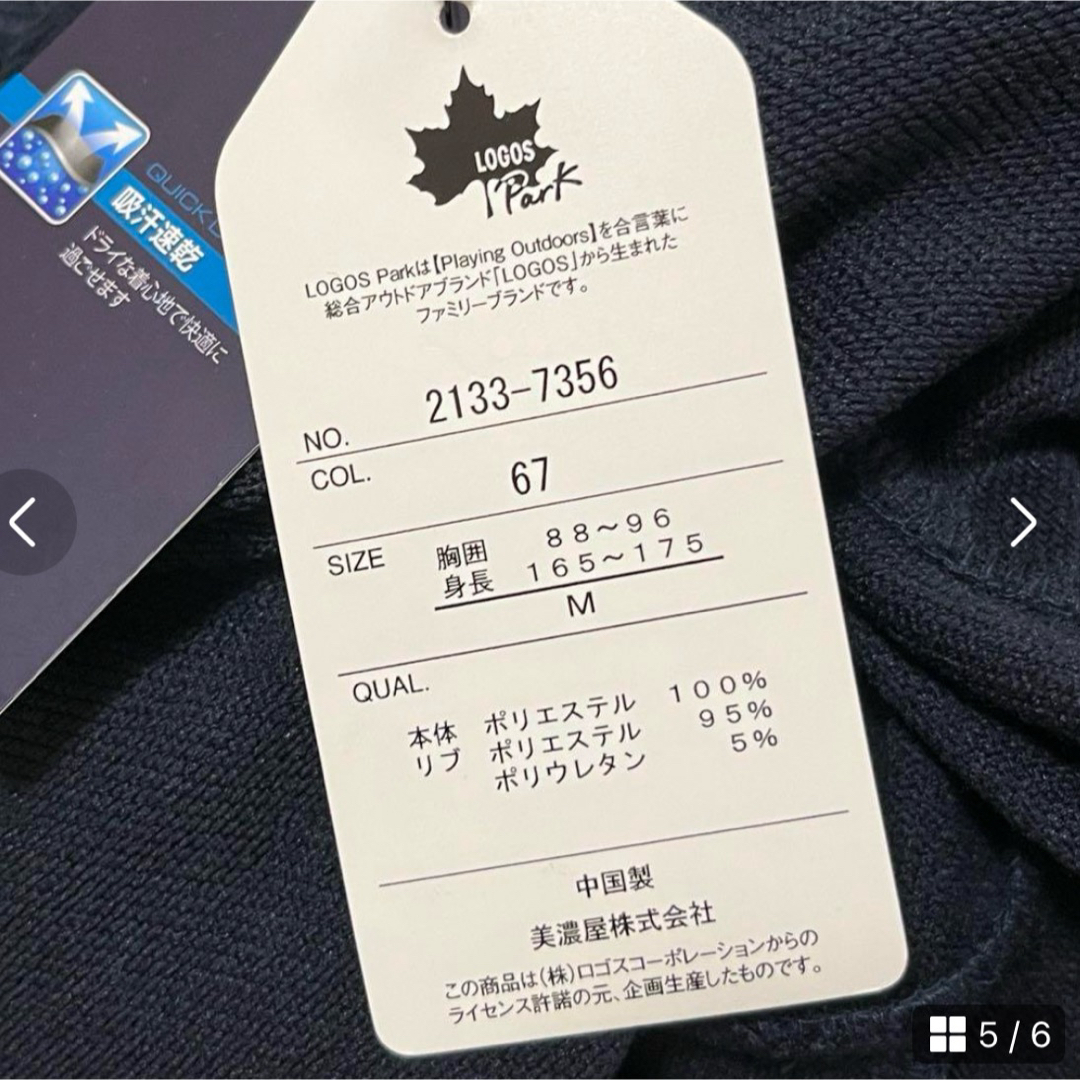 QUICK
吸汗速乾
ドライな着心地で快適に
過ごせます
LOGOS
Park
LOGOS Parkは【Playing Outdoors】を合言葉に
総合アウトドアブランド「LOGOS」から生まれた
ファミリーブランドです。
NO. 2133-7356
COL. 67
SIZE 胸囲 88～96
身長 165～175
M
QUAL.
本体 ポリエステル 100%
リブ ポリエステル 95%
ポリウレタン 5%
中国製
美濃屋株式会社
この商品は(株)ロゴスコーポレーションからの
ライセンス許諾の元、企画生産したものです。
5 / 6